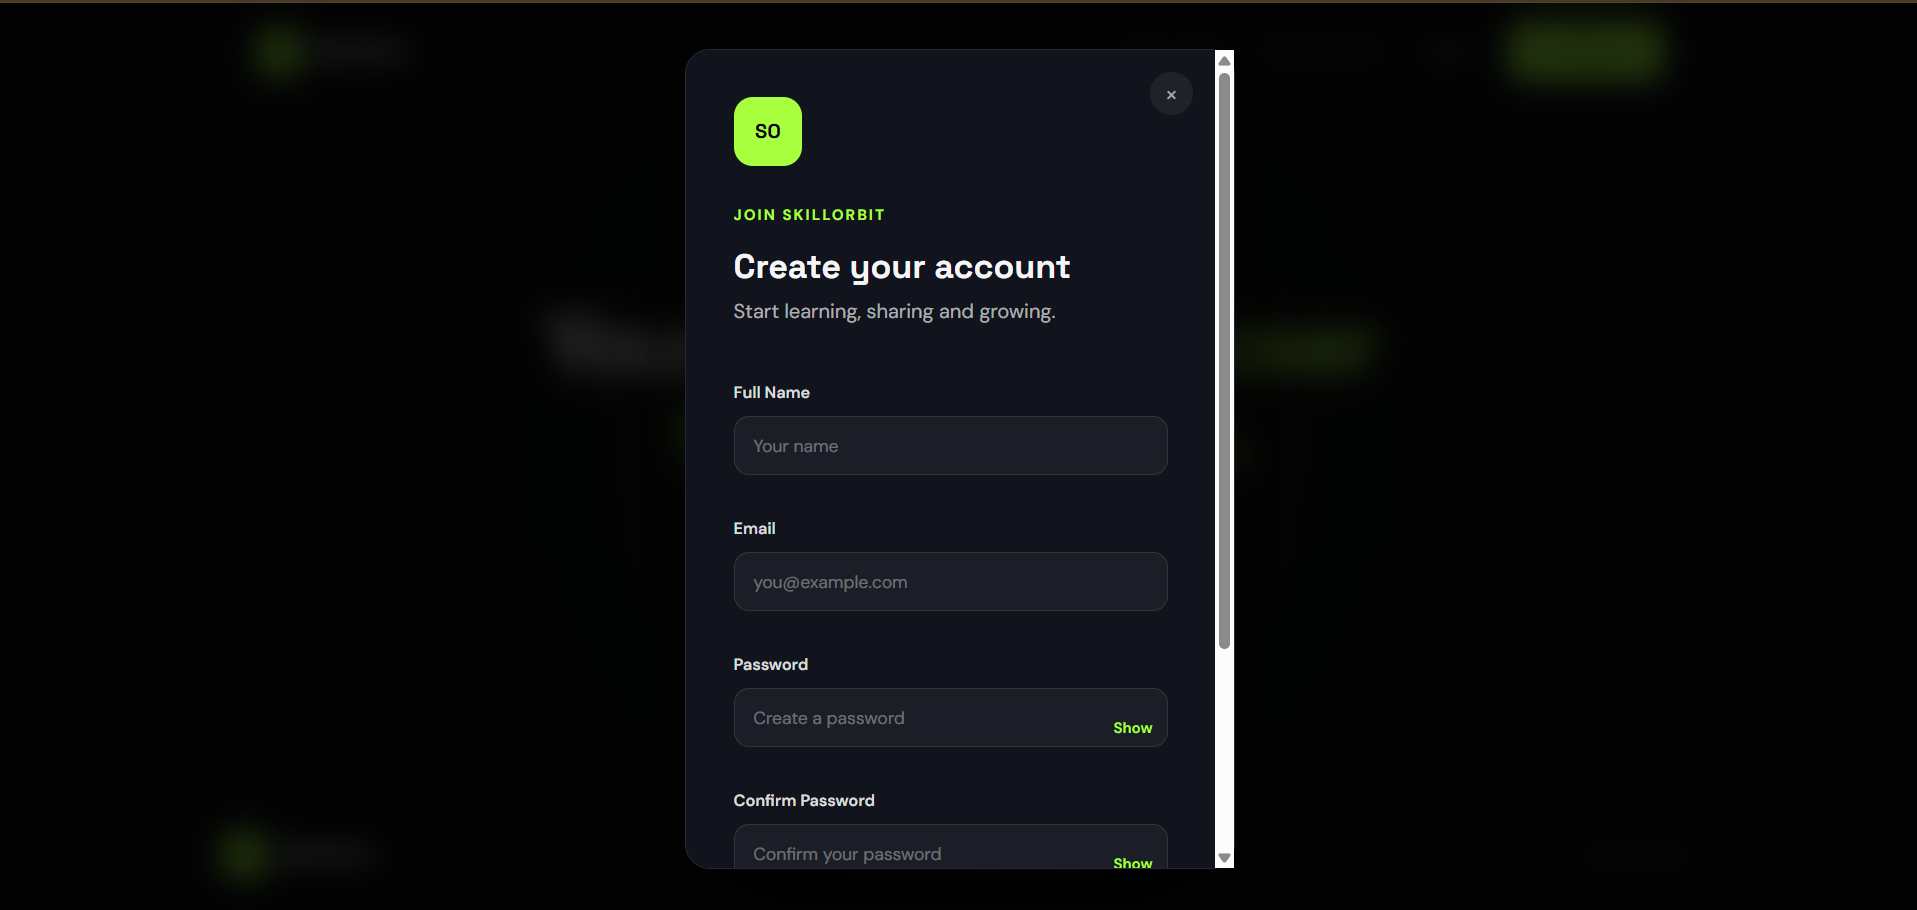 ×
SO
JOIN SKILLORBIT
Create your account
Start learning, sharing and growing.
Full Name
Your name
Email
you@example.com
Password
Create a password
Show
Confirm Password
Confirm your password
Show